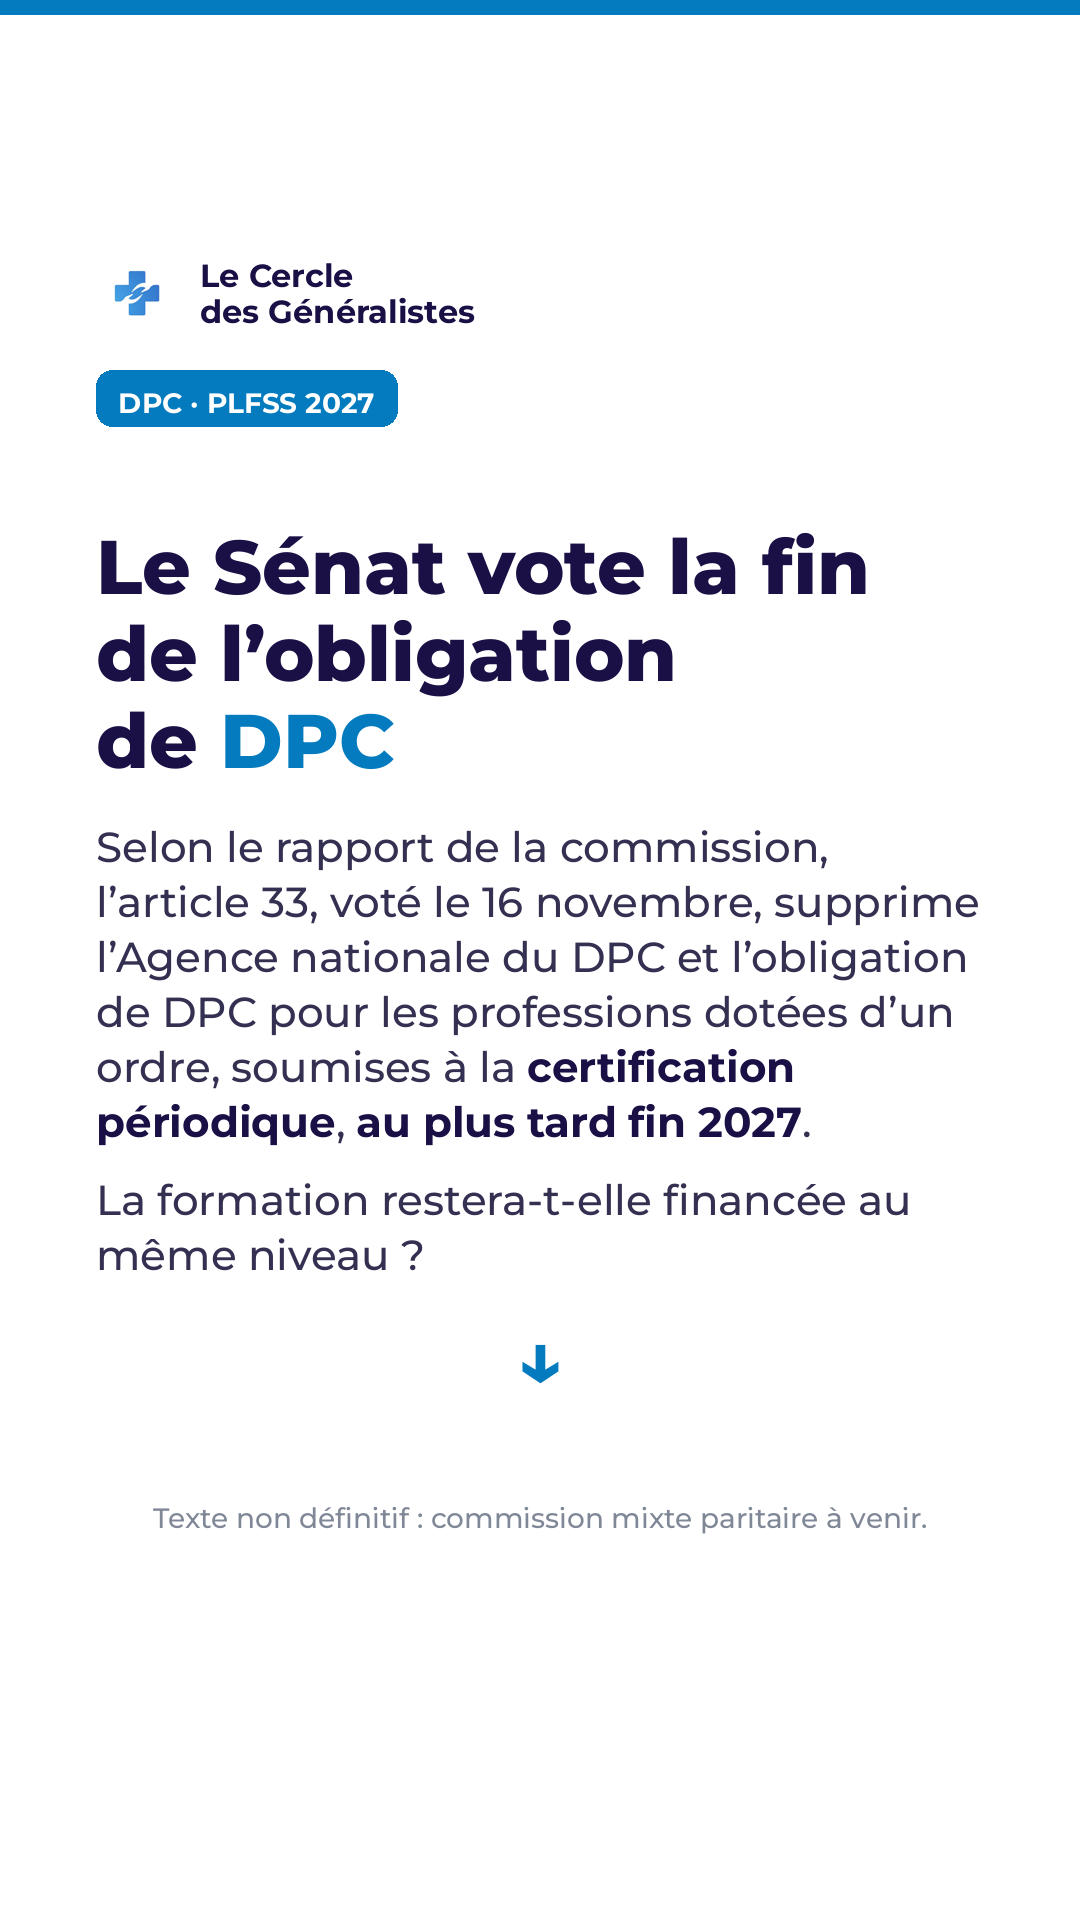 Le Cercle
des Généralistes
DPC · PLFSS 2027
Le Sénat vote la fin
de l’obligation
de DPC
Selon le rapport de la commission,
l’article 33, voté le 16 novembre, supprime
l’Agence nationale du DPC et l’obligation
de DPC pour les professions dotées d’un
ordre, soumises à la certification
périodique, au plus tard fin 2027.
La formation restera-t-elle financée au
même niveau ?
Texte non définitif : commission mixte paritaire à venir.